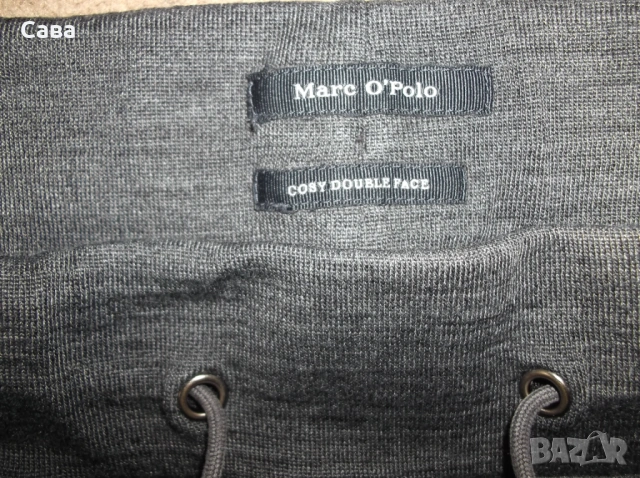 Сава
Marc O'Polo
COSY DOUBLE FACE
BAZAR